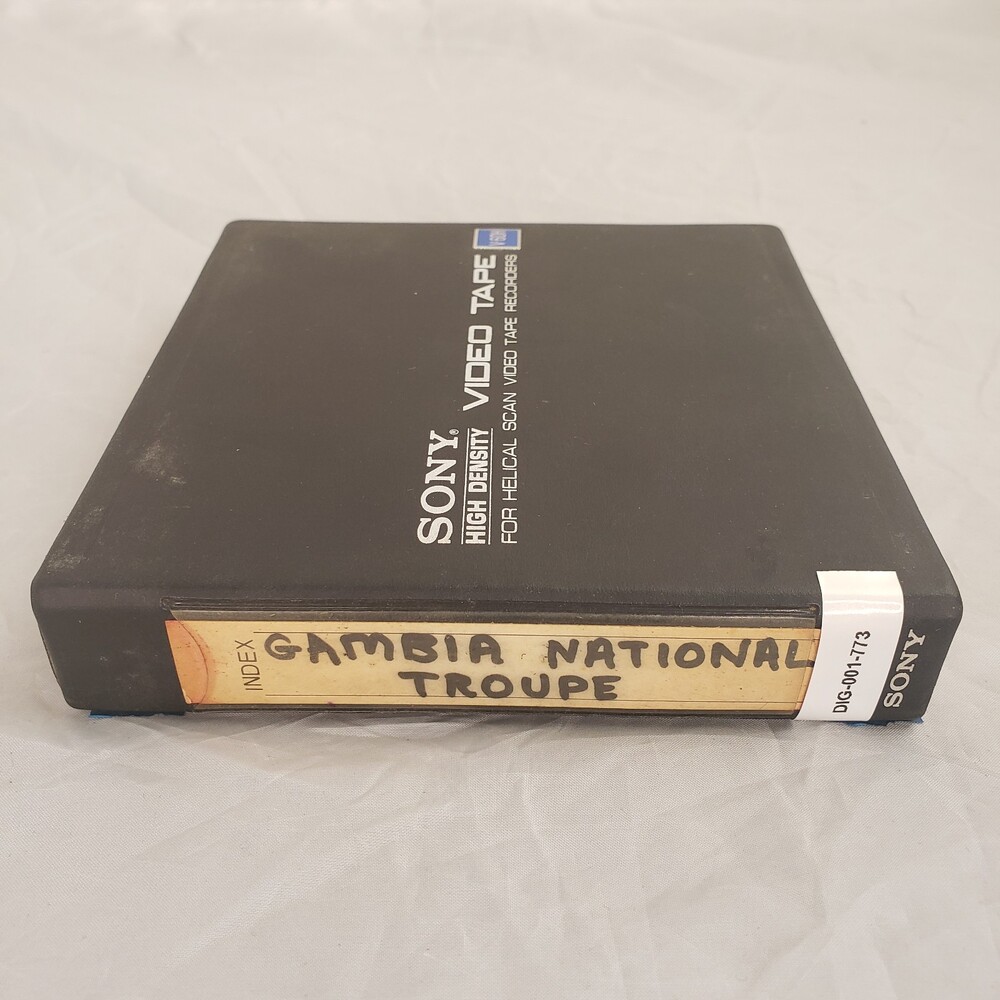 SONY®
HIGH DENSITY VIDEO TAPE
FOR HELICAL SCAN VIDEO TAPE RECORDERS
INDEX
GAMBIA NATIONAL
TROUPE
DIG-001-773
SONY